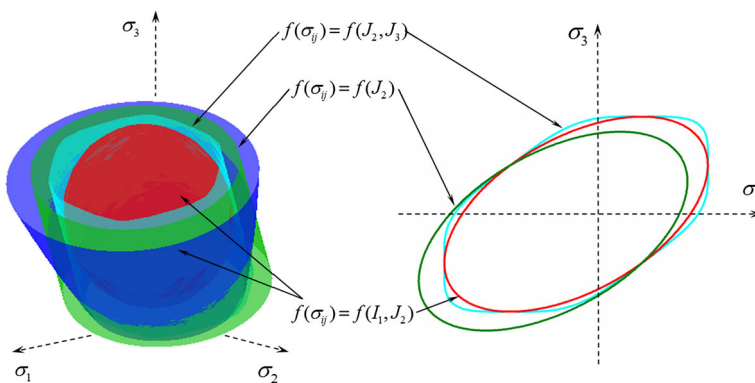 σ₃
f(σᵢⱼ) = f(J₂, J₃)
σ₃
f(σᵢⱼ) = f(J₂)
σ
f(σᵢⱼ) = f(I₁, J₂)
σ₁
σ₂